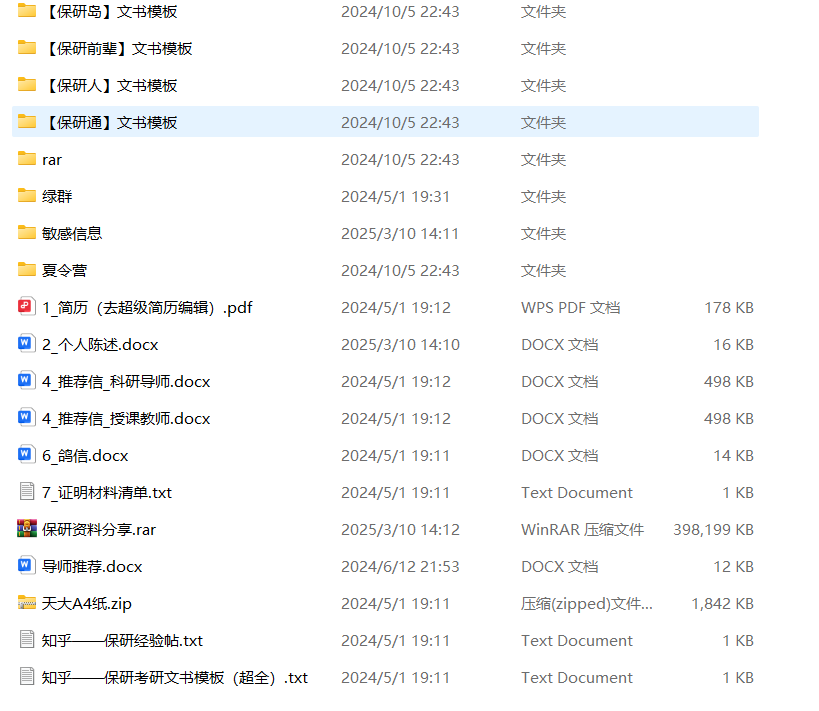 【保研岛】文书模板 2024/10/5 22:43 文件夹
【保研前辈】文书模板 2024/10/5 22:43 文件夹
【保研人】文书模板 2024/10/5 22:43 文件夹
【保研通】文书模板 2024/10/5 22:43 文件夹
rar 2024/10/5 22:43 文件夹
绿群 2024/5/1 19:31 文件夹
敏感信息 2025/3/10 14:11 文件夹
夏令营 2024/10/5 22:43 文件夹
1_简历（去超级简历编辑）.pdf 2024/5/1 19:12 WPS PDF 文档 178 KB
2_个人陈述.docx 2025/3/10 14:10 DOCX 文档 16 KB
4_推荐信_科研导师.docx 2024/5/1 19:12 DOCX 文档 498 KB
4_推荐信_授课教师.docx 2024/5/1 19:12 DOCX 文档 498 KB
6_鸽信.docx 2024/5/1 19:11 DOCX 文档 14 KB
7_证明材料清单.txt 2024/5/1 19:11 Text Document 1 KB
保研资料分享.rar 2025/3/10 14:12 WinRAR 压缩文件 398,199 KB
导师推荐.docx 2024/6/12 21:53 DOCX 文档 12 KB
天大A4纸.zip 2024/5/1 19:11 压缩(zipped)文件... 1,842 KB
知乎——保研经验帖.txt 2024/5/1 19:11 Text Document 1 KB
知乎——保研考研文书模板（超全）.txt 2024/5/1 19:11 Text Document 1 KB